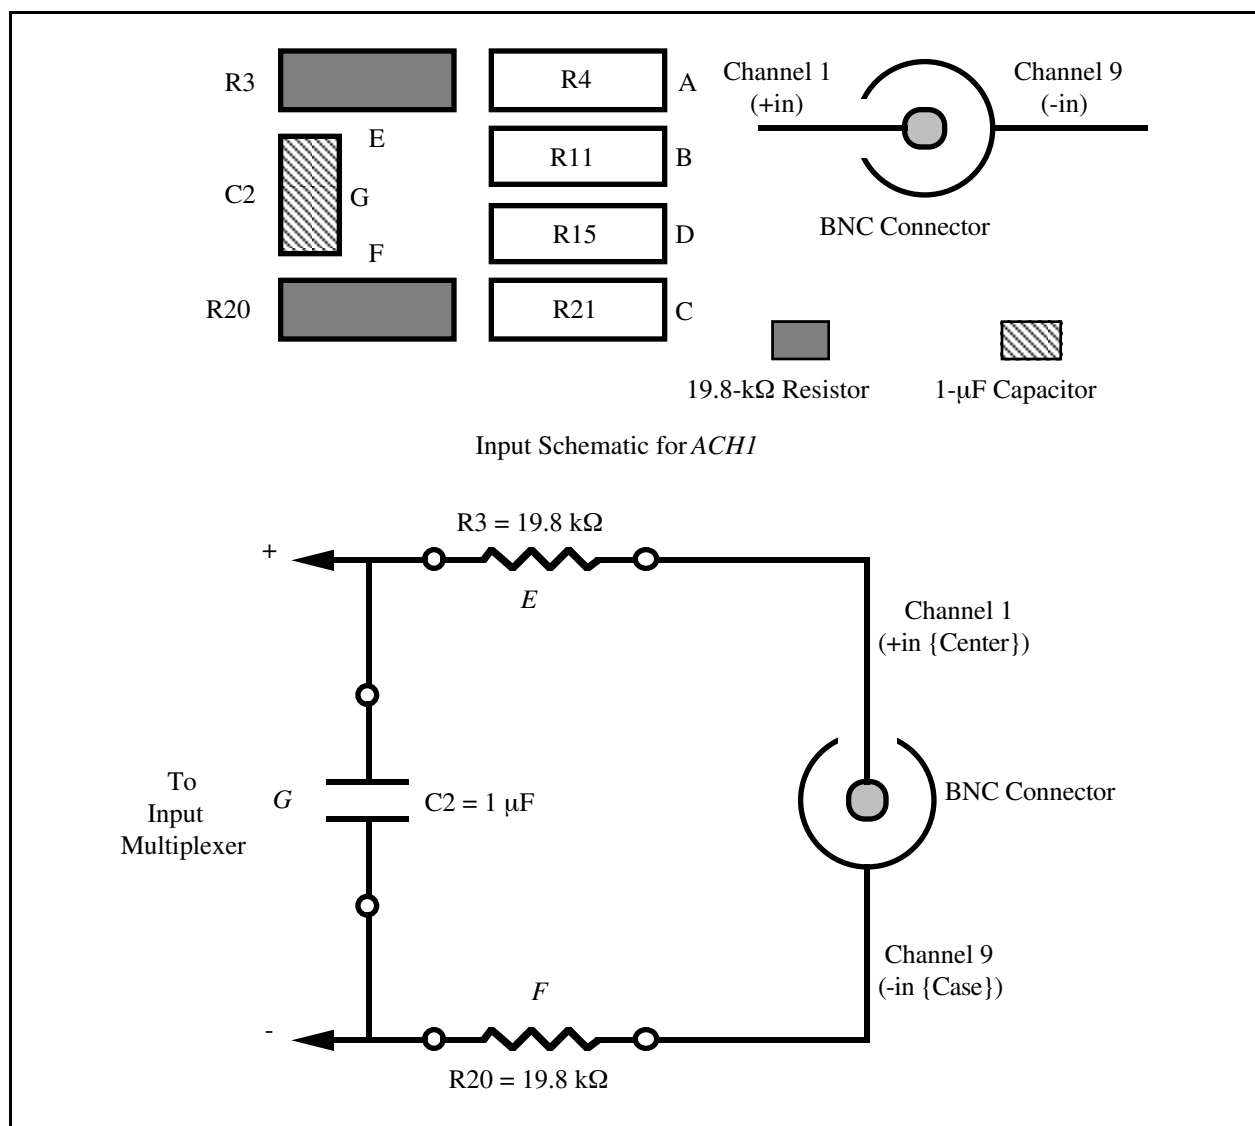 R3
R4
A
Channel 1
(+in)
Channel 9
(-in)
E
R11
B
C2
G
R15
D
F
BNC Connector
R20
R21
C
19.8-kΩ Resistor
1-µF Capacitor
Input Schematic for ACH1
R3 = 19.8 kΩ
+
E
Channel 1
(+in {Center})
To
Input
Multiplexer
G
C2 = 1 µF
BNC Connector
Channel 9
(-in {Case})
F
-
R20 = 19.8 kΩ